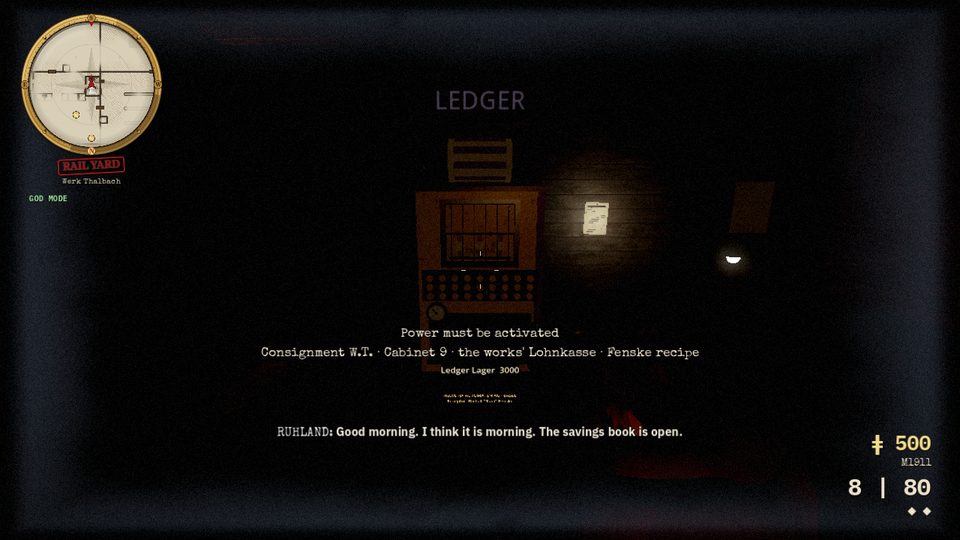 LEDGER
RAIL YARD
Werk Thalbach
GOD MODE
Power must be activated
Consignment W.T. · Cabinet 9 · the works' Lohnkasse · Fenske recipe
Ledger Lager 3000
RUHLAND: Good morning. I think it is morning. The savings book is open.
500
M1911
8 | 80